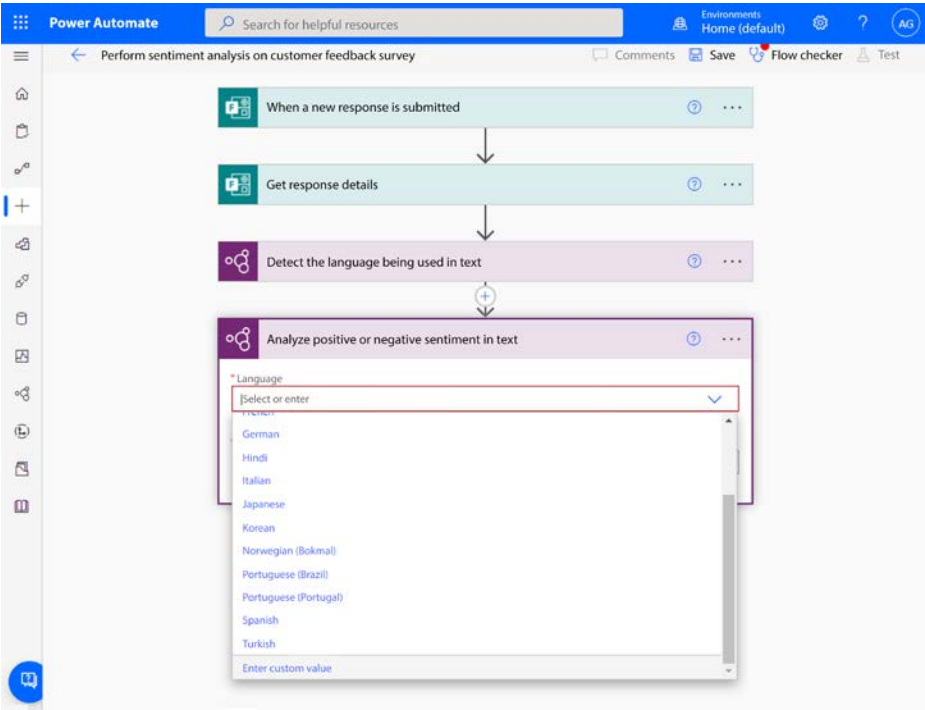 Power Automate
Search for helpful resources
Environments
Home (default)
?
AG
Perform sentiment analysis on customer feedback survey
Comments
Save
Flow checker
Test
When a new response is submitted
Get response details
Detect the language being used in text
Analyze positive or negative sentiment in text
* Language
Select or enter
French
German
Hindi
Italian
Japanese
Korean
Norwegian (Bokmal)
Portuguese (Brazil)
Portuguese (Portugal)
Spanish
Turkish
Enter custom value